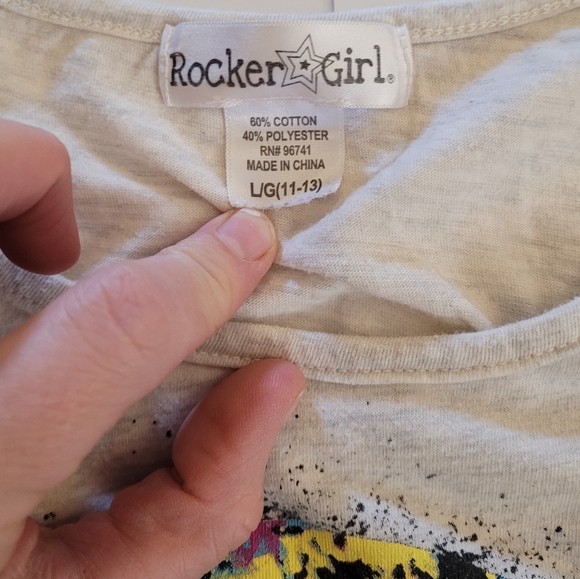 Rocker Girl®
60% COTTON
40% POLYESTER
RN# 96741
MADE IN CHINA
L/G(11-13)